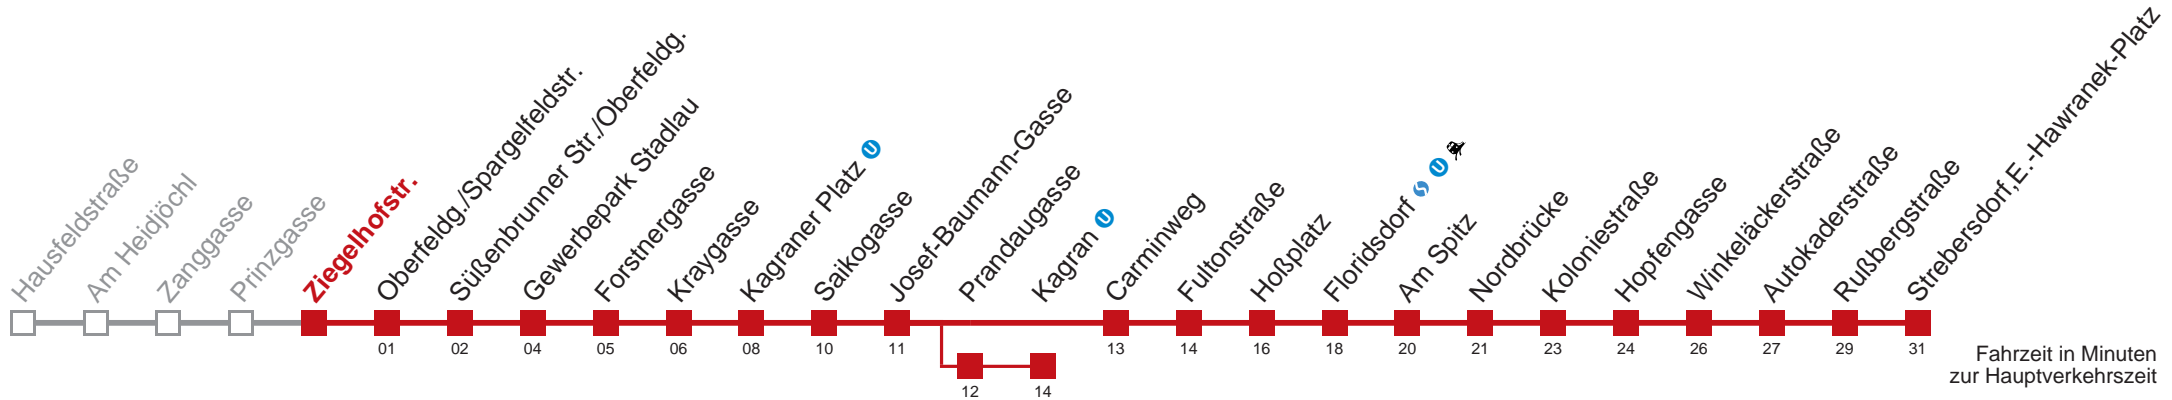 Hausfeldstraße
Am Heidjöchl
Zanggasse
Prinzgasse
Ziegelhofstr.
Oberfeldg./Spargelfeldstr.
Süßenbrunner Str./Oberfeldg.
Gewerbepark Stadlau
Forstnergasse
Kraygasse
Kagraner Platz U
Saikogasse
Josef-Baumann-Gasse
Prandaugasse
Kagran U
Carminweg
Fultonstraße
Hoßplatz
Floridsdorf S U
Am Spitz
Nordbrücke
Koloniestraße
Hopfengasse
Winkeläckerstraße
Autokaderstraße
Rußbergstraße
Strebersdorf,E.-Hawranek-Platz
01 02 04 05 06 08 10 11 13 14 16 18 20 21 23 24 26 27 29 31
12 14
Fahrzeit in Minuten
zur Hauptverkehrszeit